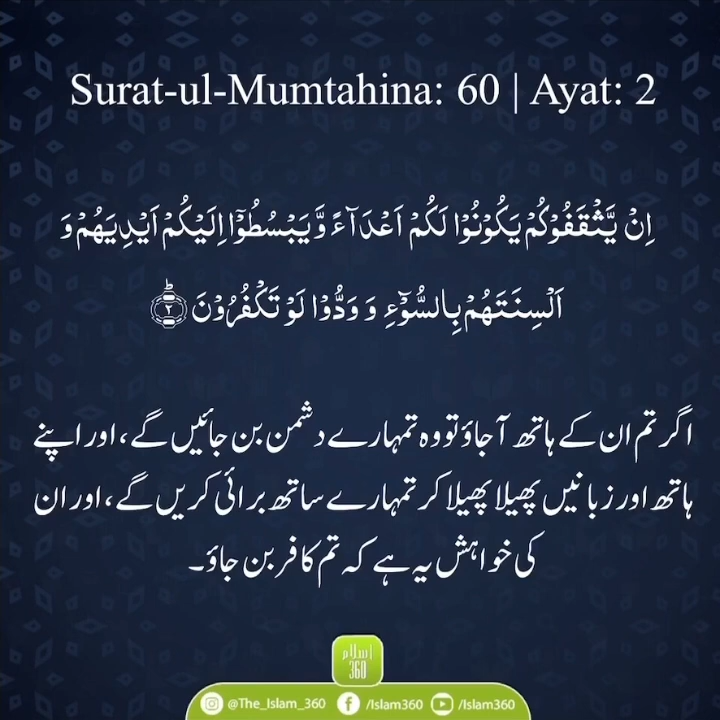 Surat-ul-Mumtahina: 60 | Ayat: 2
اِنۡ یَّثۡقَفُوۡکُمۡ یَکُوۡنُوۡا لَکُمۡ اَعۡدَآءً وَّ یَبۡسُطُوۡۤا اِلَیۡکُمۡ اَیۡدِیَہُمۡ وَ
اَلۡسِنَتَہُمۡ بِالسُّوۡٓءِ وَ وَدُّوۡا لَوۡ تَکۡفُرُوۡنَ ؕ﴿۲﴾
اگر تم ان کے ہاتھ آ جاؤ تو وہ تمہارے دشمن بن جائیں گے ، اور اپنے
ہاتھ اور زبانیں پھیلا پھیلا کر تمہارے ساتھ برائی کریں گے ، اور ان
کی خواہش یہ ہے کہ تم کافر بن جاؤ ۔
اسلام
360
@The_Islam_360 /Islam360 /Islam360